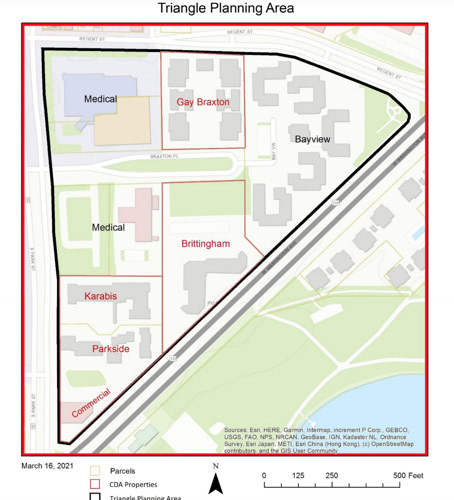 Triangle Planning Area
REGENT ST
REGENT ST
REGENT ST
Medical
Gay Braxton
Bayview
BRAXTON PL
BAY VW
Medical
Brittingham
S PARK ST
Karabis
Parkside
Commercial
S PARK ST
Sources: Esri, HERE, Garmin, Intermap, increment P Corp., GEBCO,
USGS, FAO, NPS, NRCAN, GeoBase, IGN, Kadaster NL, Ordnance
Survey, Esri Japan, METI, Esri China (Hong Kong), (c) OpenStreetMap
contributors, and the GIS User Community
March 16, 2021
N
Parcels
CDA Properties
Triangle Planning Area
0 125 250 500 Feet